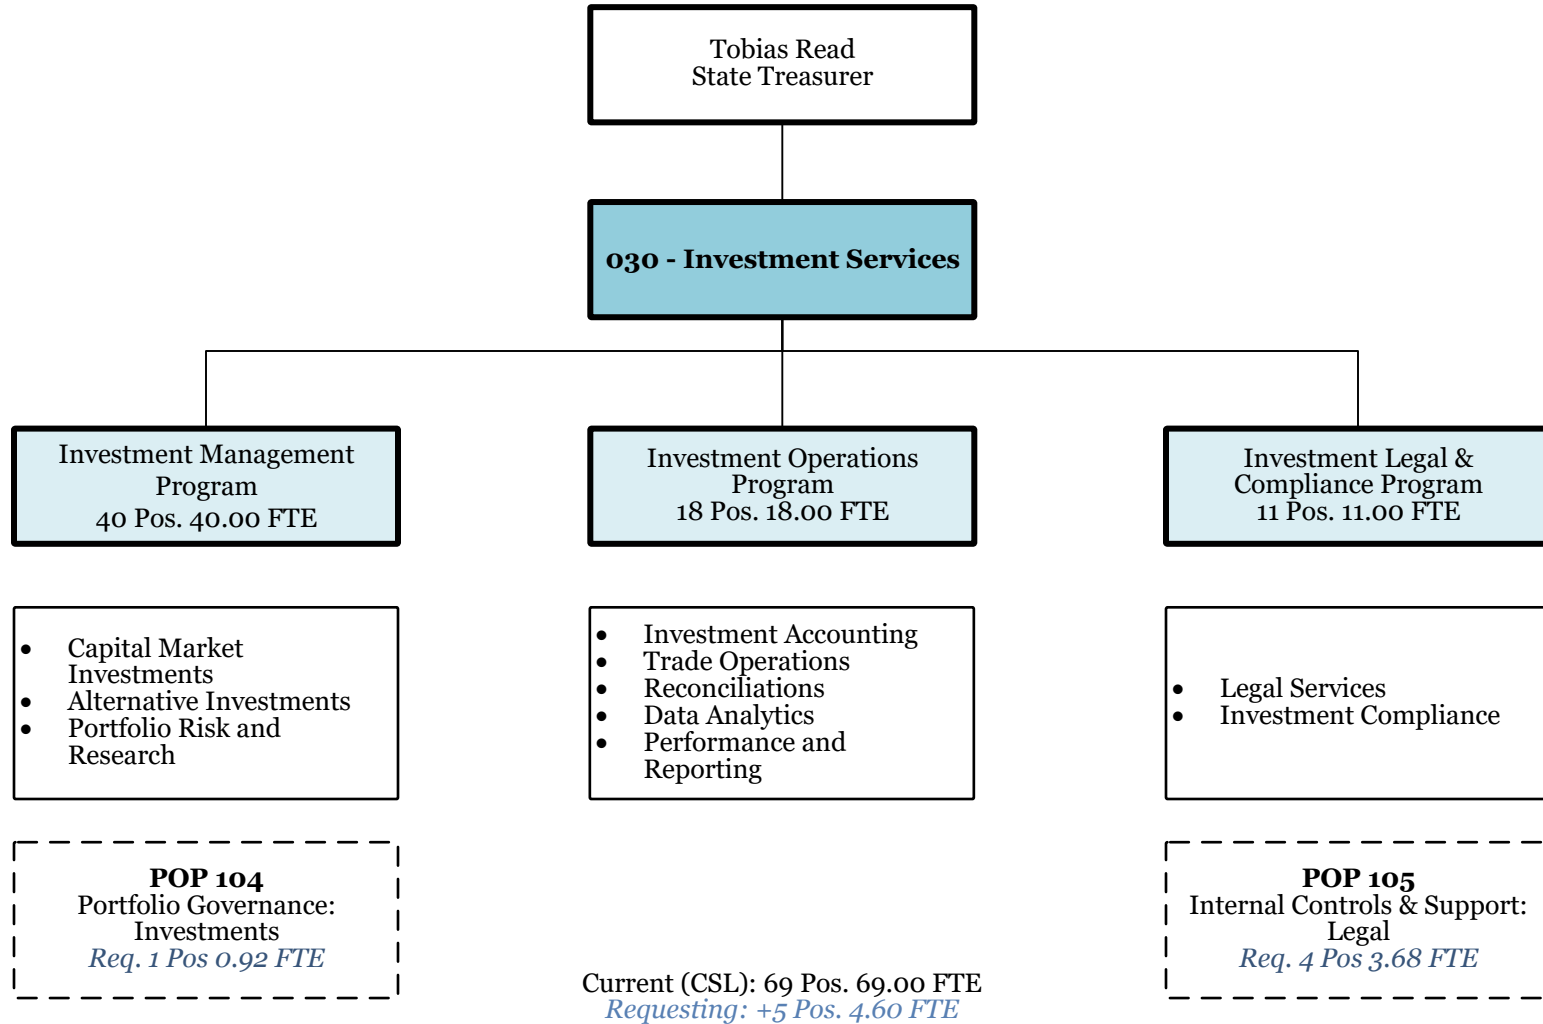 Tobias Read
State Treasurer
030 - Investment Services
Investment Management
Program
40 Pos. 40.00 FTE
Investment Operations
Program
18 Pos. 18.00 FTE
Investment Legal &
Compliance Program
11 Pos. 11.00 FTE
• Capital Market
Investments
• Alternative Investments
• Portfolio Risk and
Research
• Investment Accounting
• Trade Operations
• Reconciliations
• Data Analytics
• Performance and
Reporting
• Legal Services
• Investment Compliance
POP 104
Portfolio Governance:
Investments
Req. 1 Pos 0.92 FTE
POP 105
Internal Controls & Support:
Legal
Req. 4 Pos 3.68 FTE
Current (CSL): 69 Pos. 69.00 FTE
Requesting: +5 Pos. 4.60 FTE